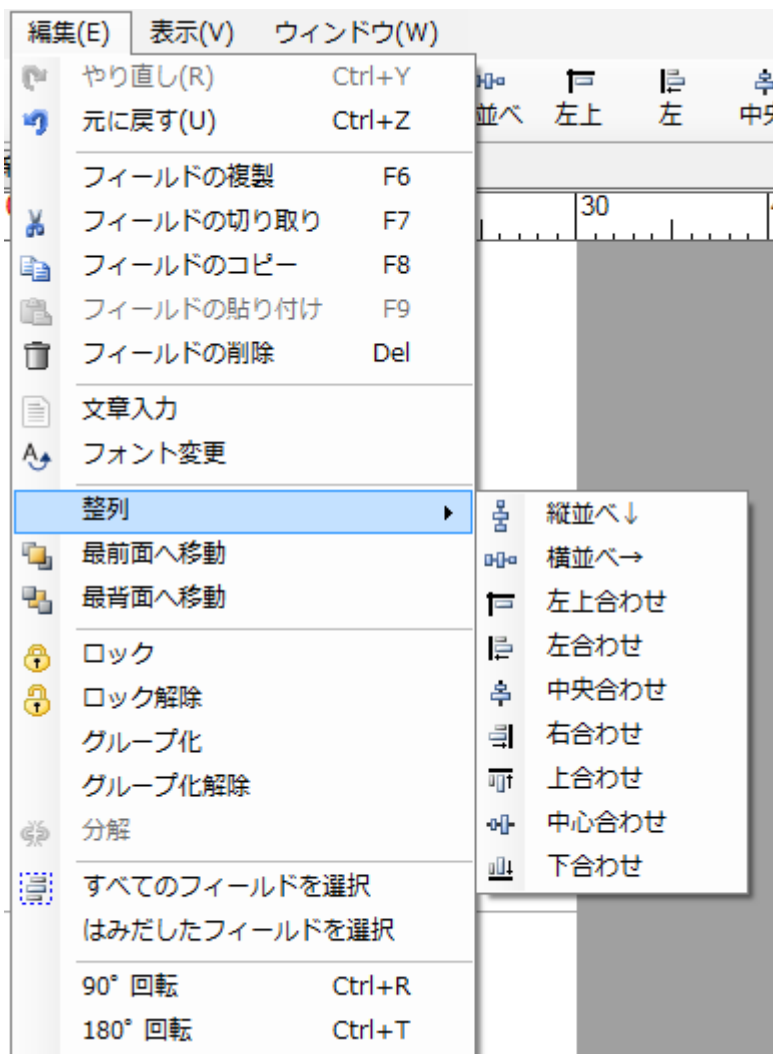 編集(E) 表示(V) ウィンドウ(W)
並べ 左上 左
やり直し(R) Ctrl+Y
元に戻す(U) Ctrl+Z
フィールドの複製 F6
フィールドの切り取り F7
30
フィールドのコピー F8
フィールドの貼り付け F9
フィールドの削除 Del
文章入力
フォント変更
整列
最前面へ移動
最背面へ移動
ロック
ロック解除
グループ化
グループ化解除
分解
すべてのフィールドを選択
はみだしたフィールドを選択
90° 回転 Ctrl+R
180° 回転 Ctrl+T
縦並べ↓
横並べ→
左上合わせ
左合わせ
中央合わせ
右合わせ
上合わせ
中心合わせ
下合わせ